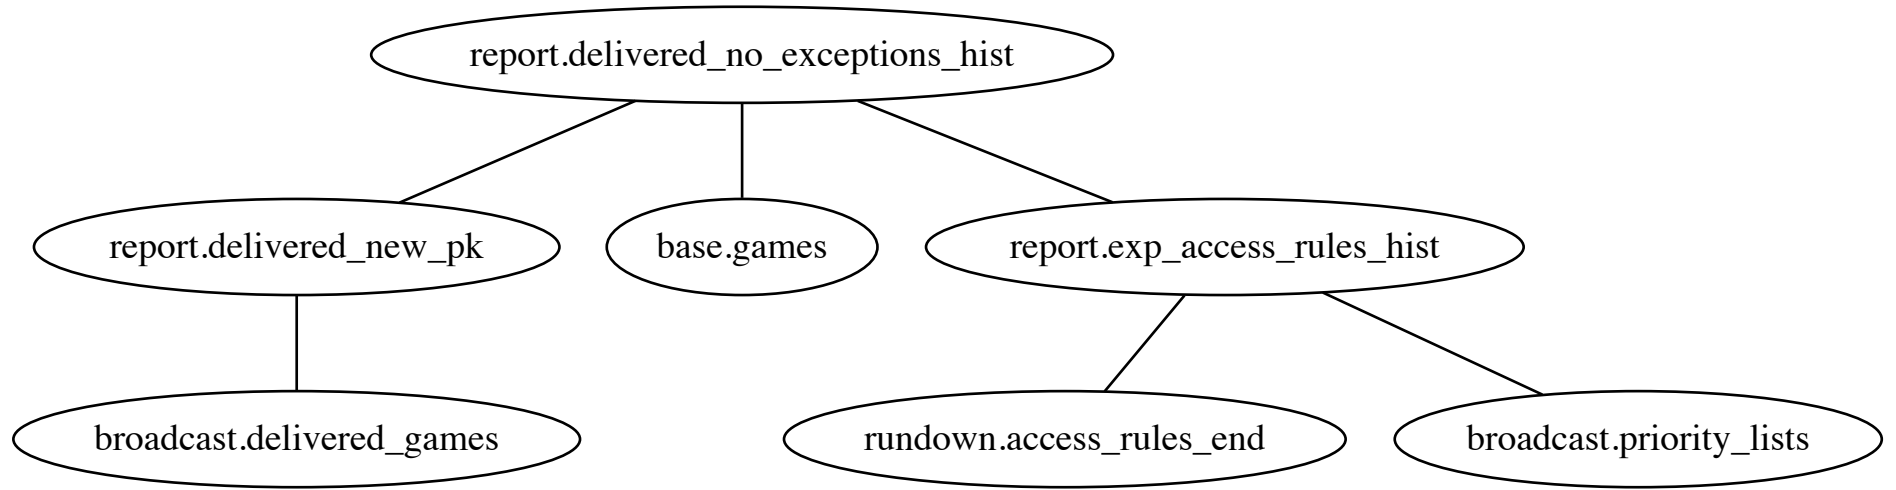 report.delivered_no_exceptions_hist
report.delivered_new_pk
base.games
report.exp_access_rules_hist
broadcast.delivered_games
rundown.access_rules_end
broadcast.priority_lists